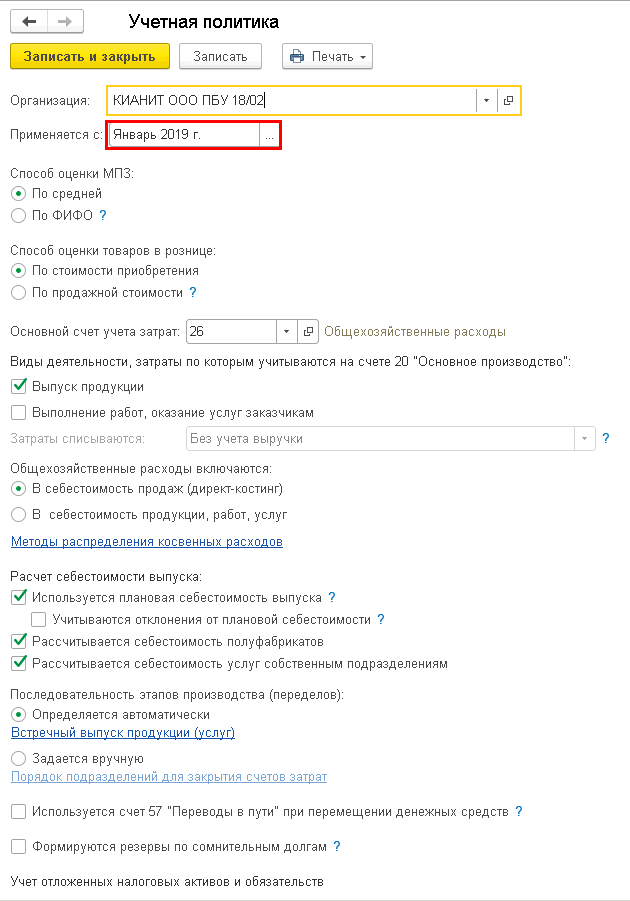 Учетная политика
Записать и закрыть Записать Печать
Организация: КИАНИТ ООО ПБУ 18/02
Применяется с: Январь 2019 г. ...
Способ оценки МПЗ:
По средней
По ФИФО ?
Способ оценки товаров в рознице:
По стоимости приобретения
По продажной стоимости ?
Основной счет учета затрат: 26 Общехозяйственные расходы
Виды деятельности, затраты по которым учитываются на счете 20 "Основное производство":
Выпуск продукции
Выполнение работ, оказание услуг заказчикам
Затраты списываются: Без учета выручки ?
Общехозяйственные расходы включаются:
В себестоимость продаж (директ-костинг)
В себестоимость продукции, работ, услуг
Методы распределения косвенных расходов
Расчет себестоимости выпуска:
Используется плановая себестоимость выпуска ?
Учитываются отклонения от плановой себестоимости ?
Рассчитывается себестоимость полуфабрикатов
Рассчитывается себестоимость услуг собственным подразделениям
Последовательность этапов производства (переделов):
Определяется автоматически
Встречный выпуск продукции (услуг)
Задается вручную
Порядок подразделений для закрытия счетов затрат
Используется счет 57 "Переводы в пути" при перемещении денежных средств ?
Формируются резервы по сомнительным долгам ?
Учет отложенных налоговых активов и обязательств